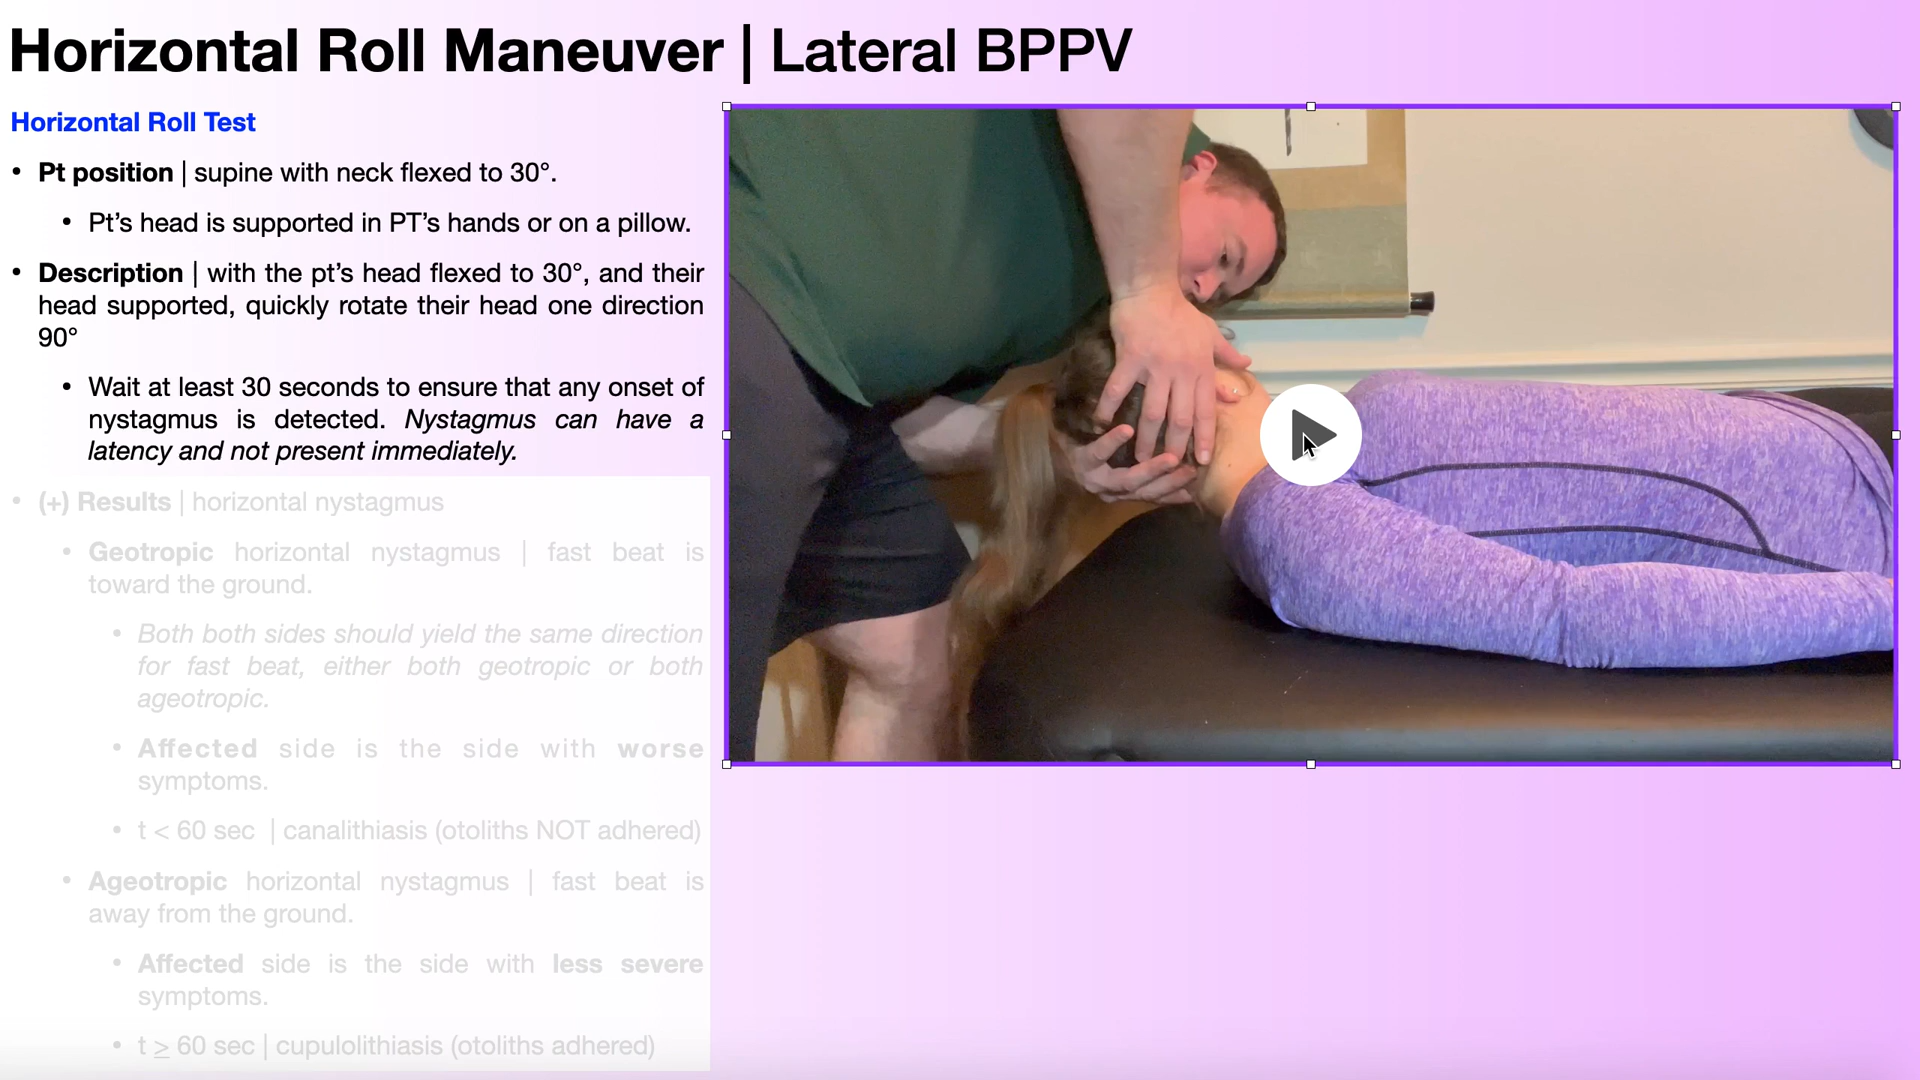 Horizontal Roll Maneuver | Lateral BPPV
Horizontal Roll Test
• Pt position | supine with neck flexed to 30°.
• Pt’s head is supported in PT’s hands or on a pillow.
• Description | with the pt’s head flexed to 30°, and their
head supported, quickly rotate their head one direction
90°
• Wait at least 30 seconds to ensure that any onset of
nystagmus is detected. Nystagmus can have a
latency and not present immediately.
• (+) Results | horizontal nystagmus
• Geotropic horizontal nystagmus | fast beat is
toward the ground.
• Both both sides should yield the same direction
for fast beat, either both geotropic or both
ageotropic.
• Affected side is the side with worse
symptoms.
• t < 60 sec | canalithiasis (otoliths NOT adhered)
• Ageotropic horizontal nystagmus | fast beat is
away from the ground.
• Affected side is the side with less severe
symptoms.
• t ≥ 60 sec | cupulolithiasis (otoliths adhered)